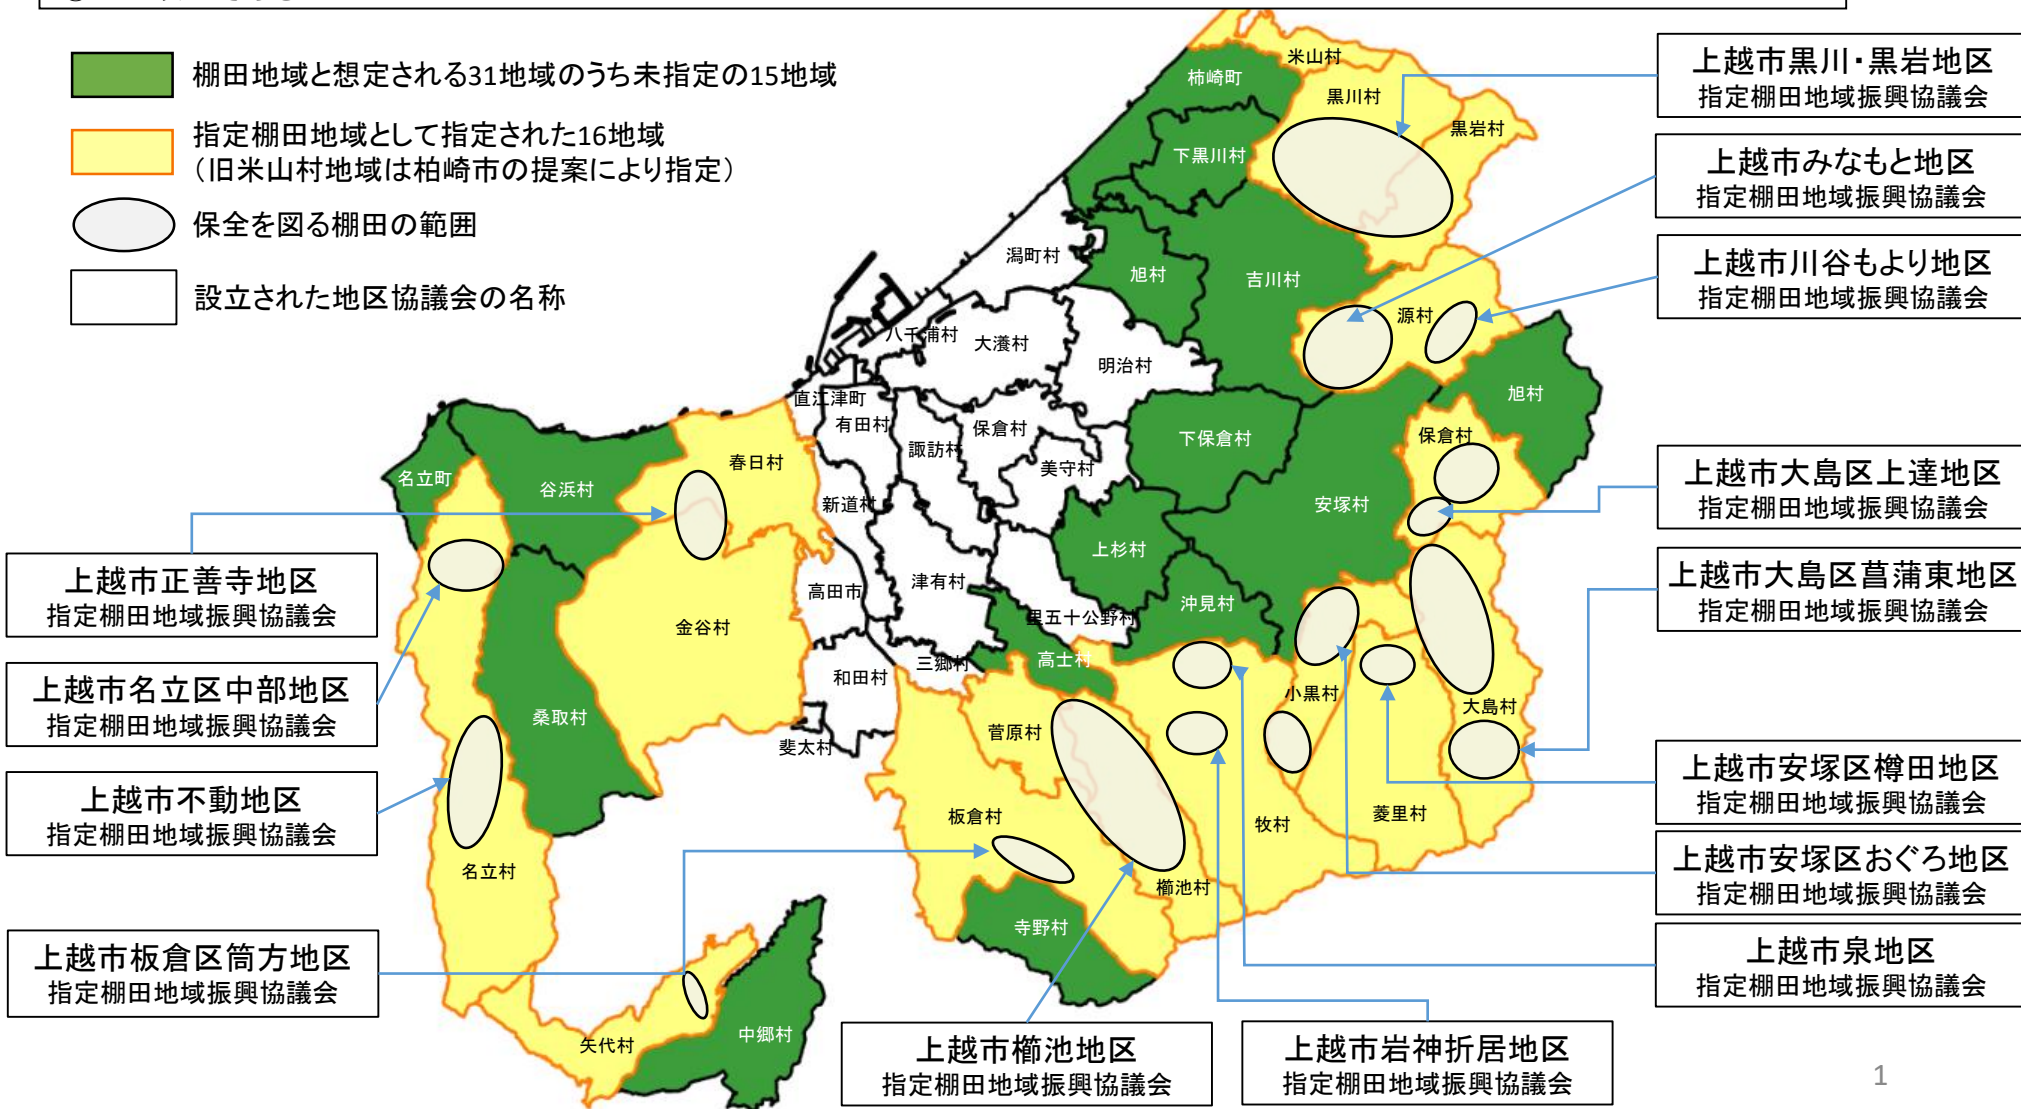 棚田地域と想定される31地域のうち未指定の15地域
指定棚田地域として指定された16地域
(旧米山村地域は柏崎市の提案により指定)
保全を図る棚田の範囲
設立された地区協議会の名称
米山村
柿崎町
黒川村
黒岩村
下黒川村
潟町村
旭村
吉川村
源村
八千浦村
大瀁村
明治村
旭村
直江津町
有田村
諏訪村
保倉村
美守村
下保倉村
保倉村
名立町
谷浜村
春日村
新道村
安塚村
上杉村
高田市
津有村
里五十公野村
沖見村
金谷村
高士村
三郷村
和田村
小黒村
大島村
桑取村
斐太村
菅原村
板倉村
牧村
菱里村
名立村
櫛池村
寺野村
矢代村
中郷村
上越市黒川・黒岩地区
指定棚田地域振興協議会
上越市みなもと地区
指定棚田地域振興協議会
上越市川谷もより地区
指定棚田地域振興協議会
上越市大島区上達地区
指定棚田地域振興協議会
上越市大島区菖蒲東地区
指定棚田地域振興協議会
上越市安塚区樽田地区
指定棚田地域振興協議会
上越市安塚区おぐろ地区
指定棚田地域振興協議会
上越市泉地区
指定棚田地域振興協議会
上越市正善寺地区
指定棚田地域振興協議会
上越市名立区中部地区
指定棚田地域振興協議会
上越市不動地区
指定棚田地域振興協議会
上越市板倉区筒方地区
指定棚田地域振興協議会
上越市櫛池地区
指定棚田地域振興協議会
上越市岩神折居地区
指定棚田地域振興協議会
1